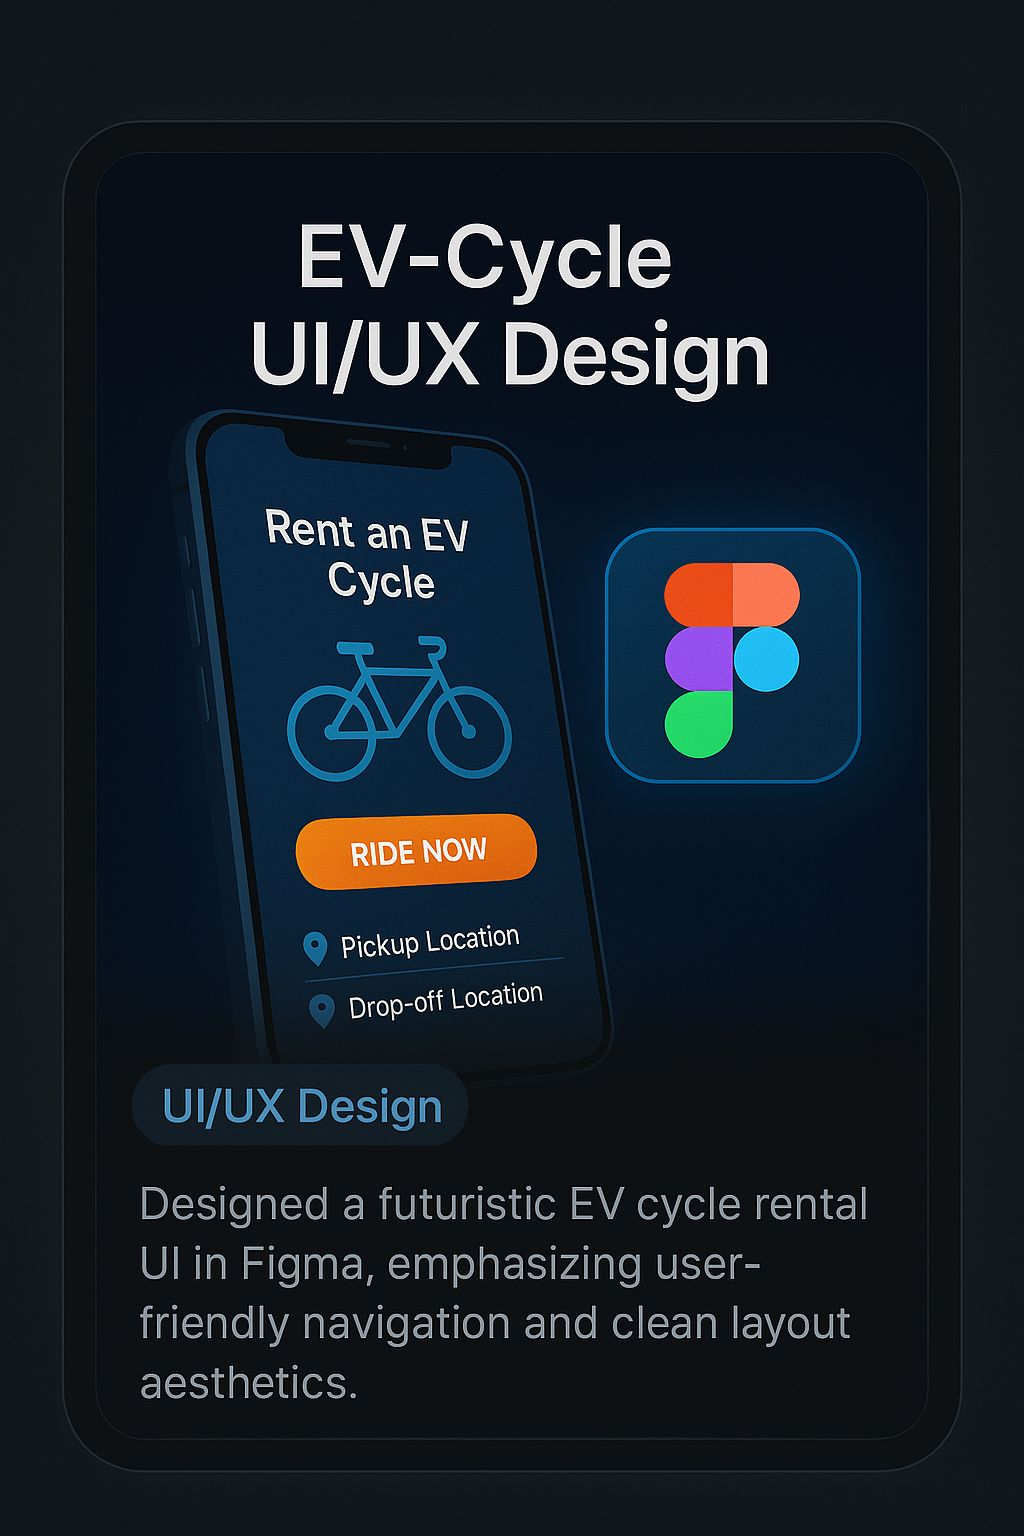 EV-Cycle
UI/UX Design
Rent an EV
Cycle
RIDE NOW
Pickup Location
Drop-off Location
UI/UX Design
Designed a futuristic EV cycle rental
UI in Figma, emphasizing user-
friendly navigation and clean layout
aesthetics.